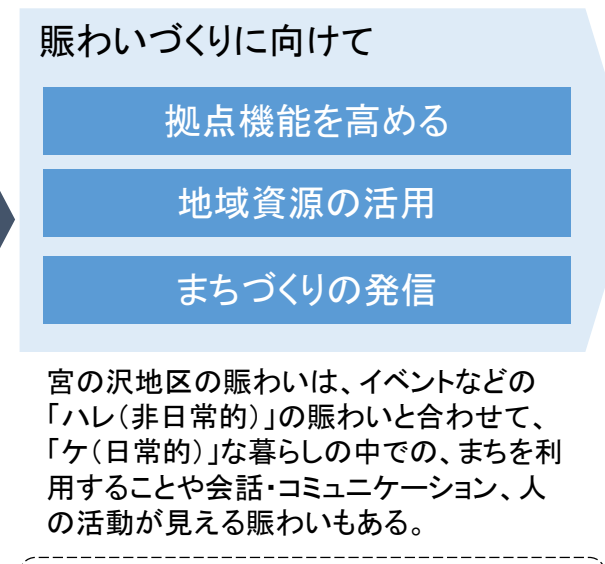 賑わいづくりに向けて
拠点機能を高める
地域資源の活用
まちづくりの発信
宮の沢地区の賑わいは、イベントなどの
「ハレ(非日常的)」の賑わいと合わせて、
「ケ(日常的)」な暮らしの中での、まちを利
用することや会話・コミュニケーション、人
の活動が見える賑わいもある。